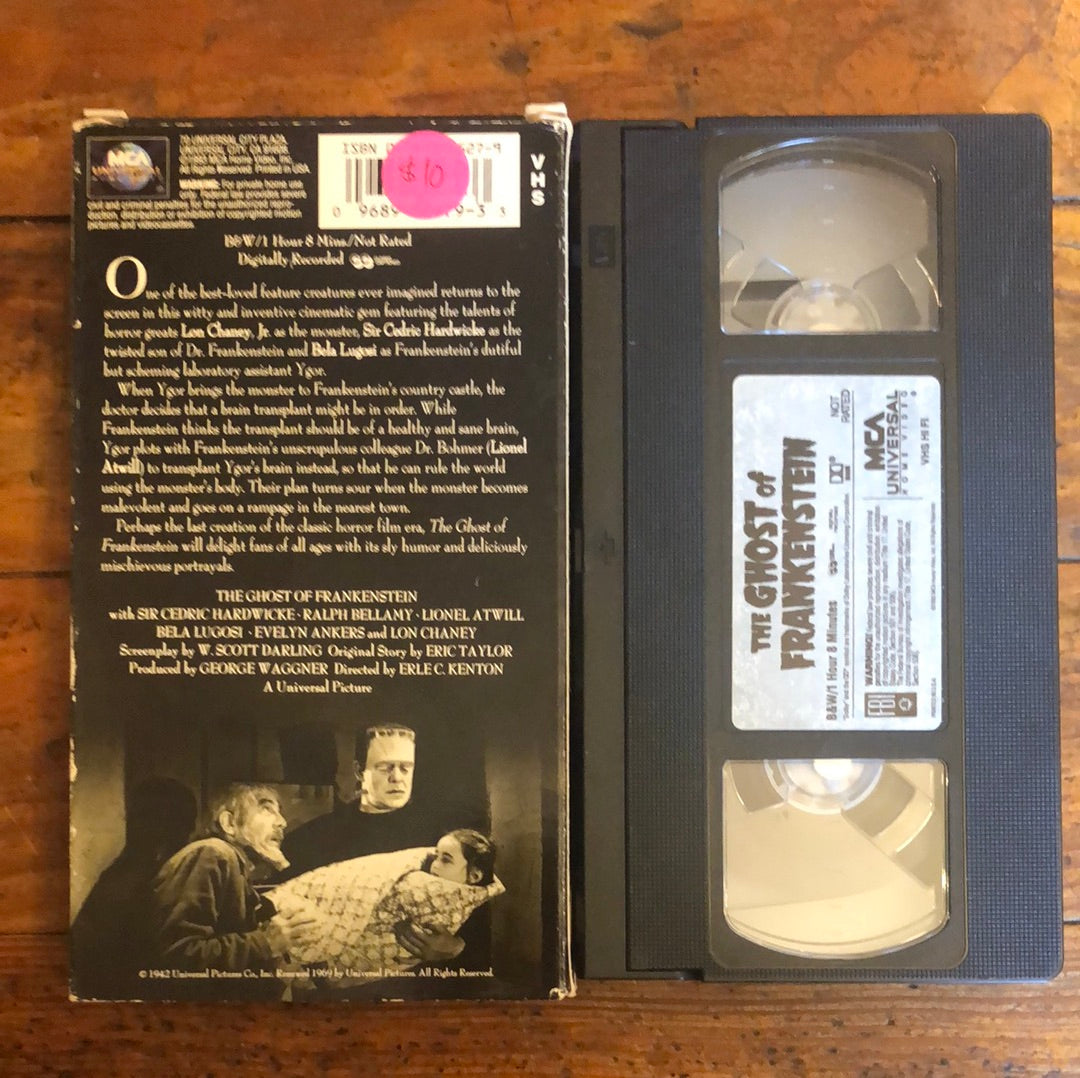 MCA
UNIVERSAL
70 UNIVERSAL CITY PLAZA,
UNIVERSAL CITY, CA
MCA Home Video, Inc.
All Rights Reserved. Printed in USA.
WARNING: For private home use
only. Federal law provides severe
civil and criminal penalties for the unauthorized repro-
duction, distribution or exhibition of copyrighted motion
pictures and videocassettes.
ISBN 27-9
$10
0 9689 9-3 3
VHS
B&W/1 Hour 8 Mins./Not Rated
Digitally Recorded
One of the best-loved feature creatures ever imagined returns to the
screen in this witty and inventive cinematic gem featuring the talents of
horror greats Lon Chaney, Jr. as the monster, Sir Cedric Hardwicke as the
twisted son of Dr. Frankenstein and Bela Lugosi as Frankenstein's dutiful
but scheming laboratory assistant Ygor.
When Ygor brings the monster to Frankenstein's country castle, the
doctor decides that a brain transplant might be in order. While
Frankenstein thinks the transplant should be of a healthy and sane brain,
Ygor plots with Frankenstein's unscrupulous colleague Dr. Bohmer (Lionel
Atwill) to transplant Ygor's brain instead, so that he can rule the world
using the monster's body. Their plan turns sour when the monster becomes
malevolent and goes on a rampage in the nearest town.
Perhaps the last creation of the classic horror film era, The Ghost of
Frankenstein will delight fans of all ages with its sly humor and deliciously
mischievous portrayals.
THE GHOST OF FRANKENSTEIN
with SIR CEDRIC HARDWICKE · RALPH BELLAMY · LIONEL ATWILL
BELA LUGOSI · EVELYN ANKERS and LON CHANEY
Screenplay by W. SCOTT DARLING Original Story by ERIC TAYLOR
Produced by GEORGE WAGGNER Directed by ERLE C. KENTON
A Universal Picture
© 1942 Universal Pictures Co., Inc. Renewed 1969 by Universal Pictures. All Rights Reserved.
THE GHOST of
FRANKENSTEIN
B&W/1 Hour 8 Minutes
NOT
RATED
MCA
UNIVERSAL
HOME VIDEO
VHS HI FI
FBI
WARNING!